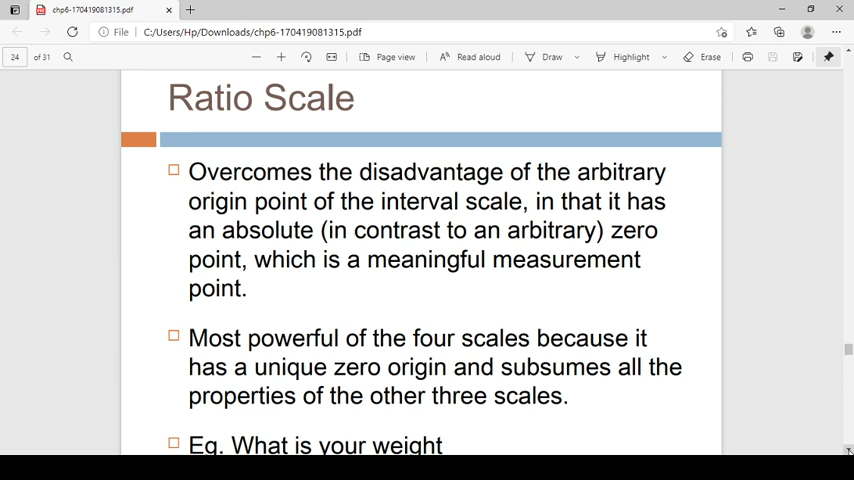 chp6-170419081315.pdf
File
C:/Users/Hp/Downloads/chp6-170419081315.pdf
24 of 31
Page view
Read aloud
Draw
Highlight
Erase
Ratio Scale
Overcomes the disadvantage of the arbitrary
origin point of the interval scale, in that it has
an absolute (in contrast to an arbitrary) zero
point, which is a meaningful measurement
point.
Most powerful of the four scales because it
has a unique zero origin and subsumes all the
properties of the other three scales.
Eg. What is your weight